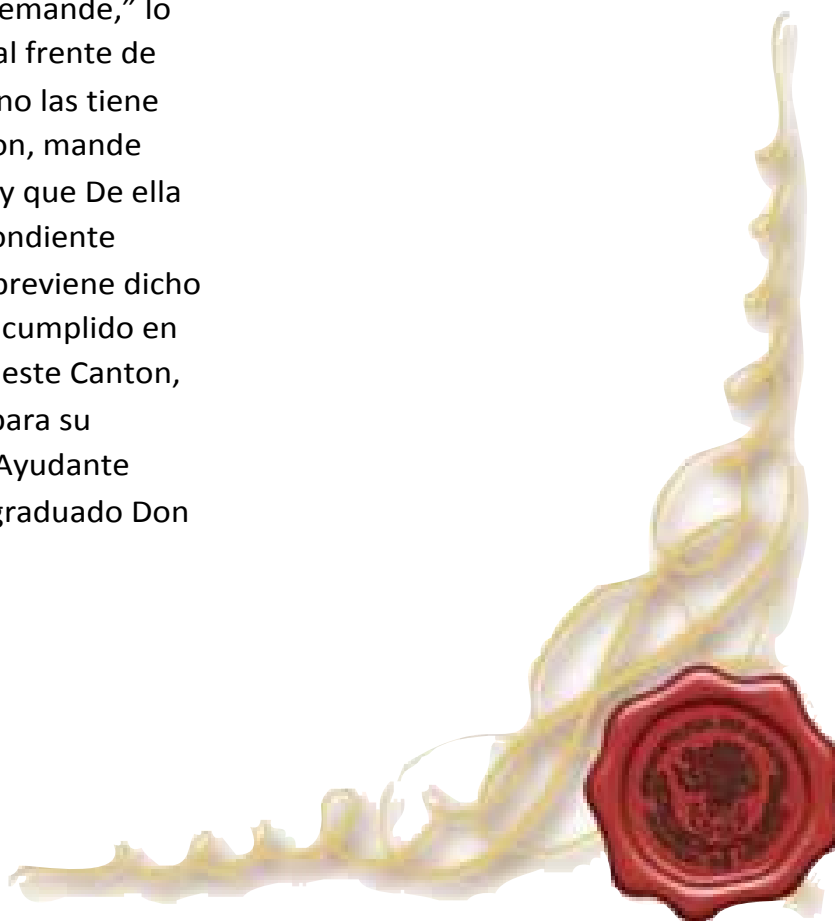 emande,” lo
al frente de
no las tiene
on, mande
y que De ella
ondiente
previene dicho
cumplido en
este Canton,
para su
Ayudante
graduado Don